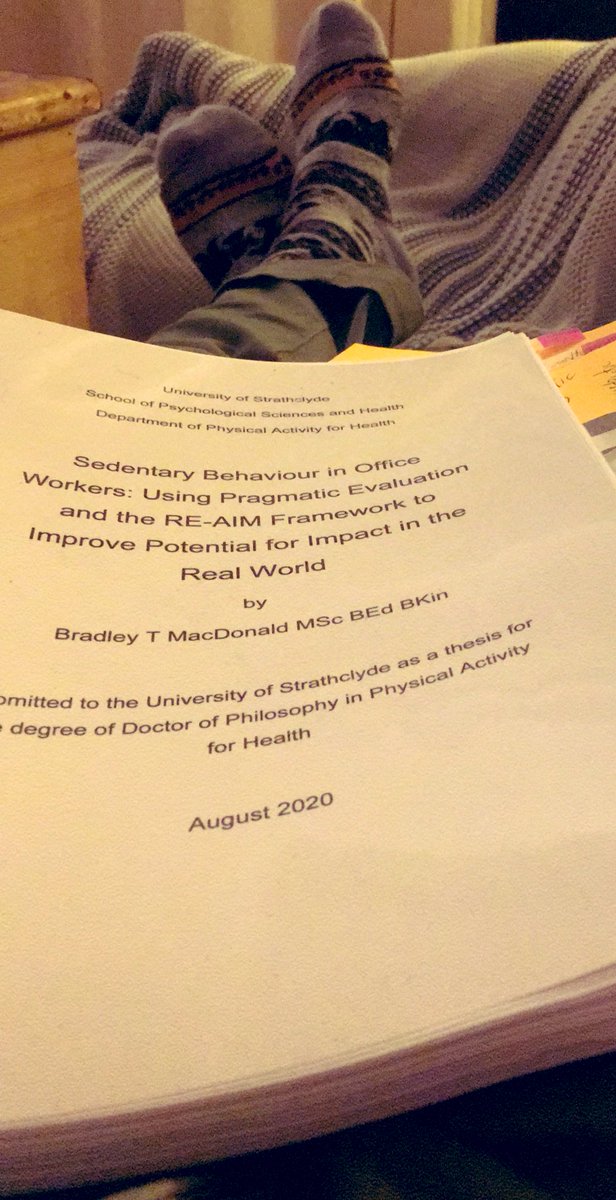 University of Strathclyde
School of Psychological Sciences and Health
Department of Physical Activity for Health
Sedentary Behaviour in Office
Workers: Using Pragmatic Evaluation
and the RE-AIM Framework to
Improve Potential for Impact in the
Real World
by
Bradley T MacDonald MSc BEd BKin
omitted to the University of Strathclyde as a thesis for
degree of Doctor of Philosophy in Physical Activity
for Health
August 2020